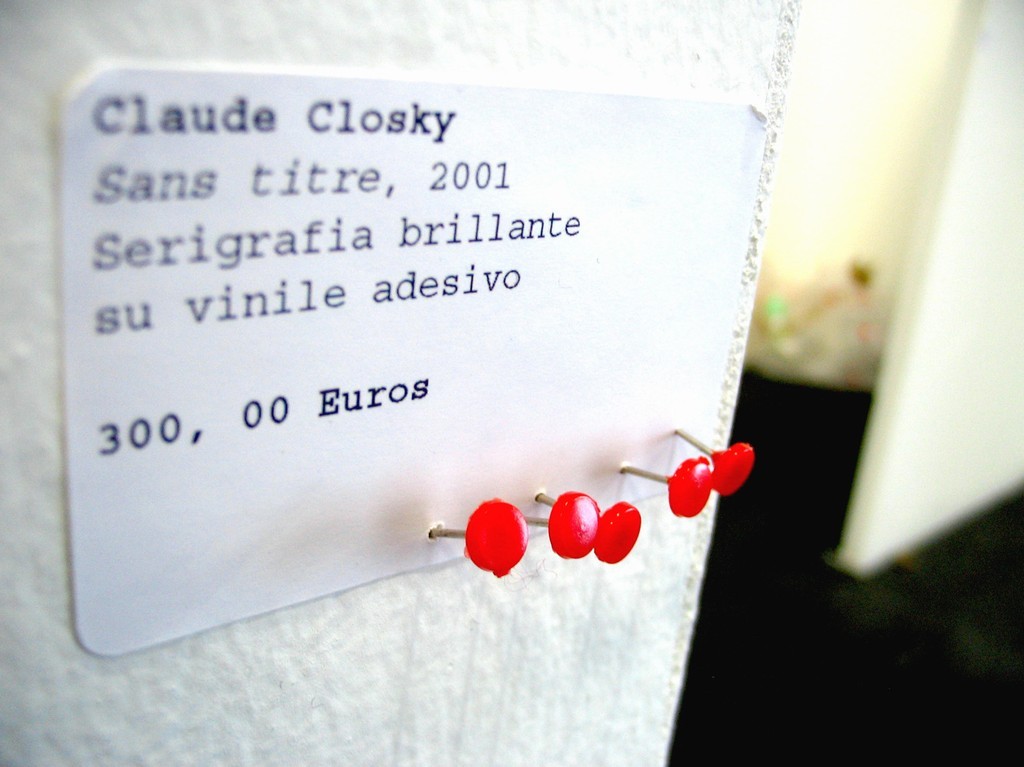 Claude Closky
Sans titre, 2001
Serigrafia brillante
su vinile adesivo
300, 00 Euros